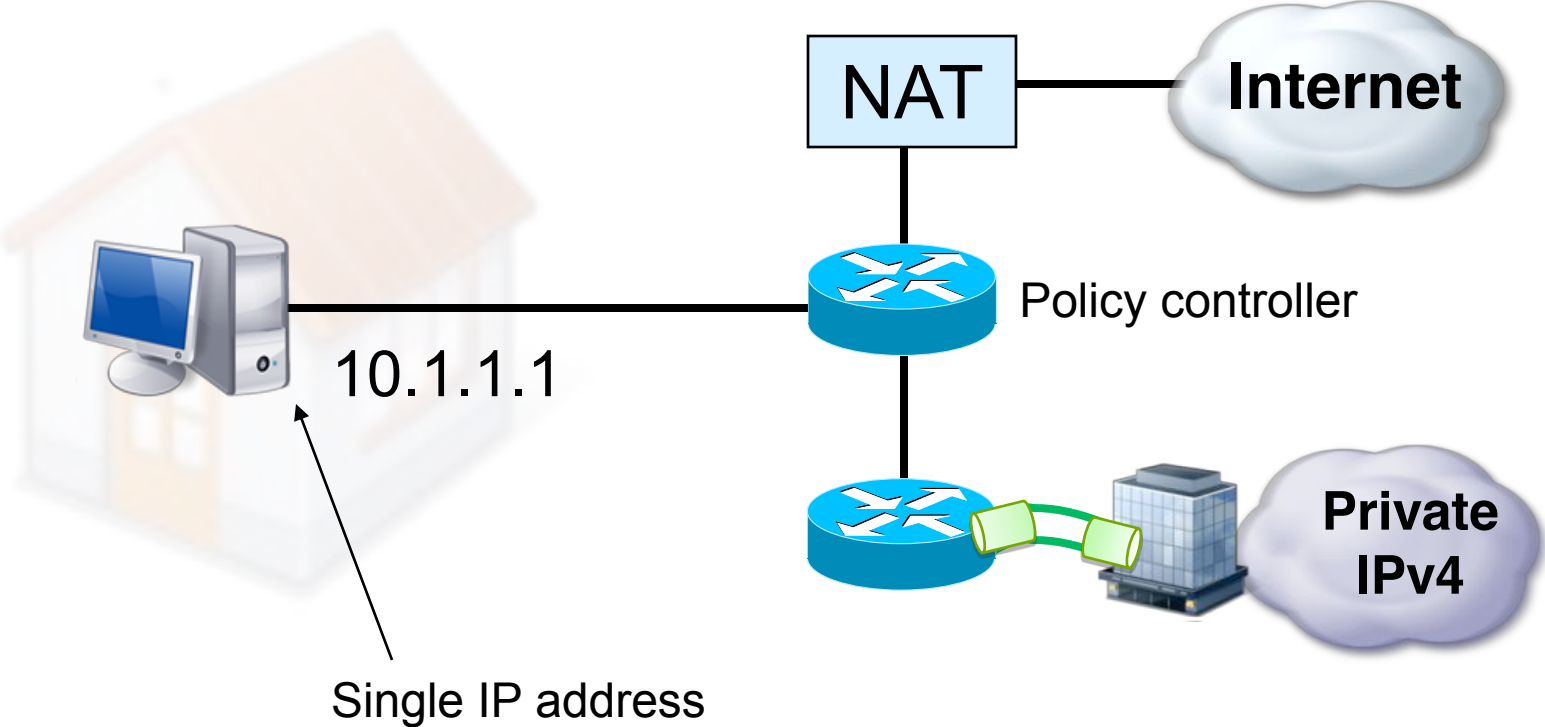 NAT
Internet
Policy controller
10.1.1.1
Private
IPv4
Single IP address